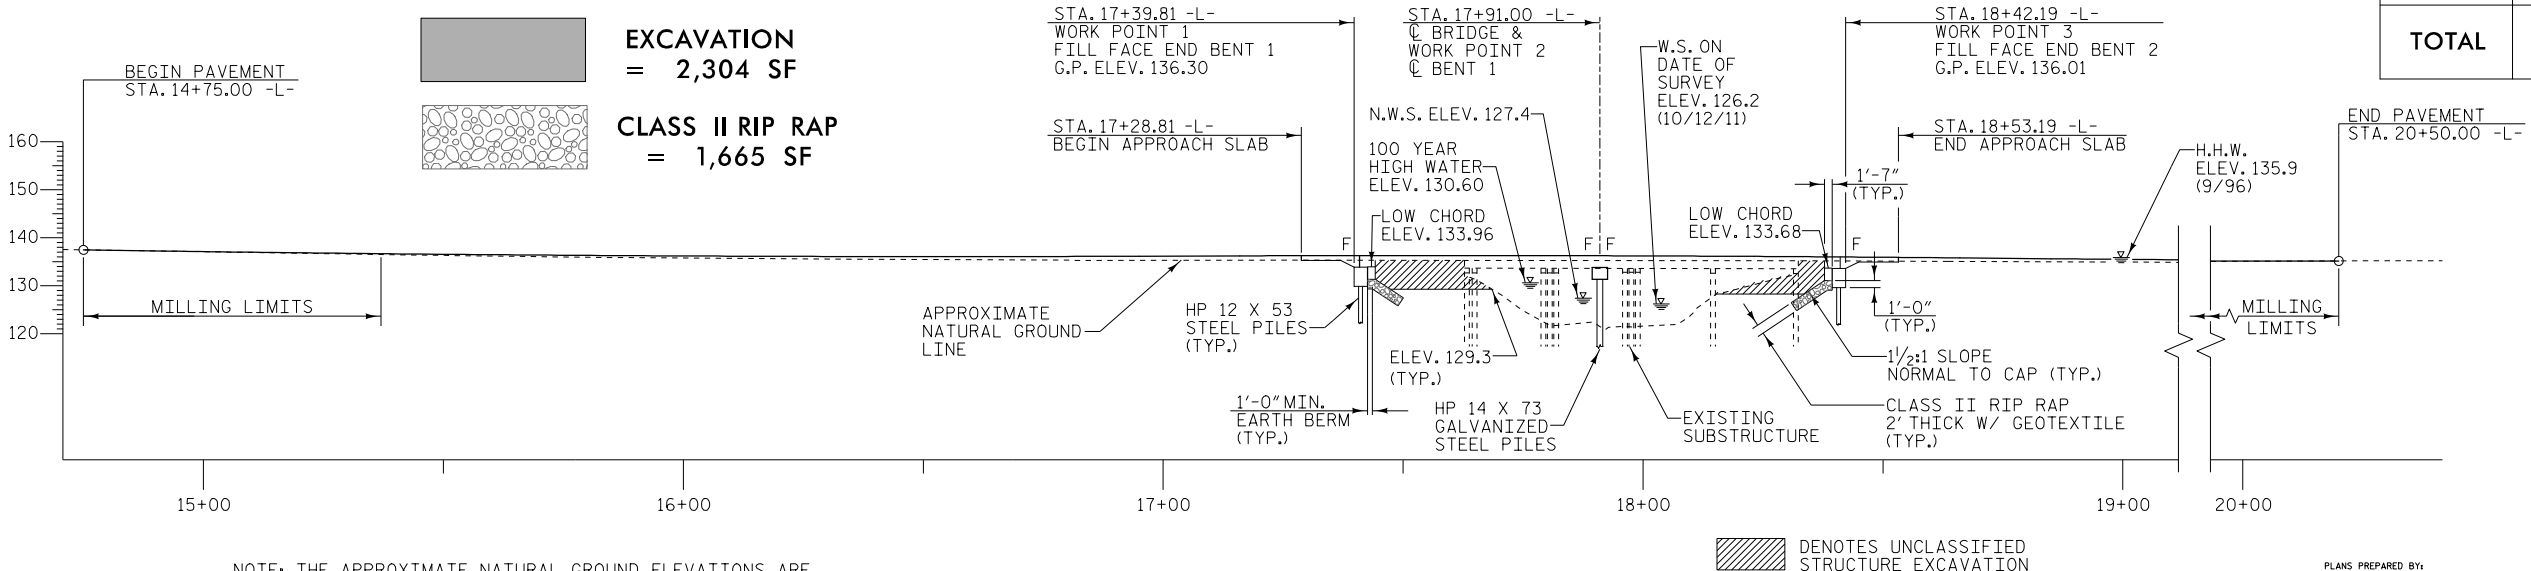 EXCAVATION
= 2,304 SF
CLASS II RIP RAP
= 1,665 SF
TOTAL
BEGIN PAVEMENT
STA. 14+75.00 -L-
STA. 17+39.81 -L-
WORK POINT 1
FILL FACE END BENT 1
G.P. ELEV. 136.30
STA. 17+91.00 -L-
℄ BRIDGE &
WORK POINT 2
℄ BENT 1
W.S. ON
DATE OF
SURVEY
ELEV. 126.2
(10/12/11)
STA. 18+42.19 -L-
WORK POINT 3
FILL FACE END BENT 2
G.P. ELEV. 136.01
STA. 17+28.81 -L-
BEGIN APPROACH SLAB
N.W.S. ELEV. 127.4
100 YEAR
HIGH WATER
ELEV. 130.60
STA. 18+53.19 -L-
END APPROACH SLAB
END PAVEMENT
STA. 20+50.00 -L-
H.H.W.
ELEV. 135.9
(9/96)
1'-7"
(TYP.)
LOW CHORD
ELEV. 133.96
LOW CHORD
ELEV. 133.68
F
F F
F
160
150
140
130
120
MILLING LIMITS
APPROXIMATE
NATURAL GROUND
LINE
HP 12 X 53
STEEL PILES
(TYP.)
ELEV. 129.3
(TYP.)
1'-0"
(TYP.)
MILLING
LIMITS
1½:1 SLOPE
NORMAL TO CAP (TYP.)
1'-0" MIN.
EARTH BERM
(TYP.)
HP 14 X 73
GALVANIZED
STEEL PILES
EXISTING
SUBSTRUCTURE
CLASS II RIP RAP
2' THICK W/ GEOTEXTILE
(TYP.)
15+00
16+00
17+00
18+00
19+00
20+00
DENOTES UNCLASSIFIED
STRUCTURE EXCAVATION
NOTE: THE APPROXIMATE NATURAL GROUND ELEVATIONS ARE
PLANS PREPARED BY: